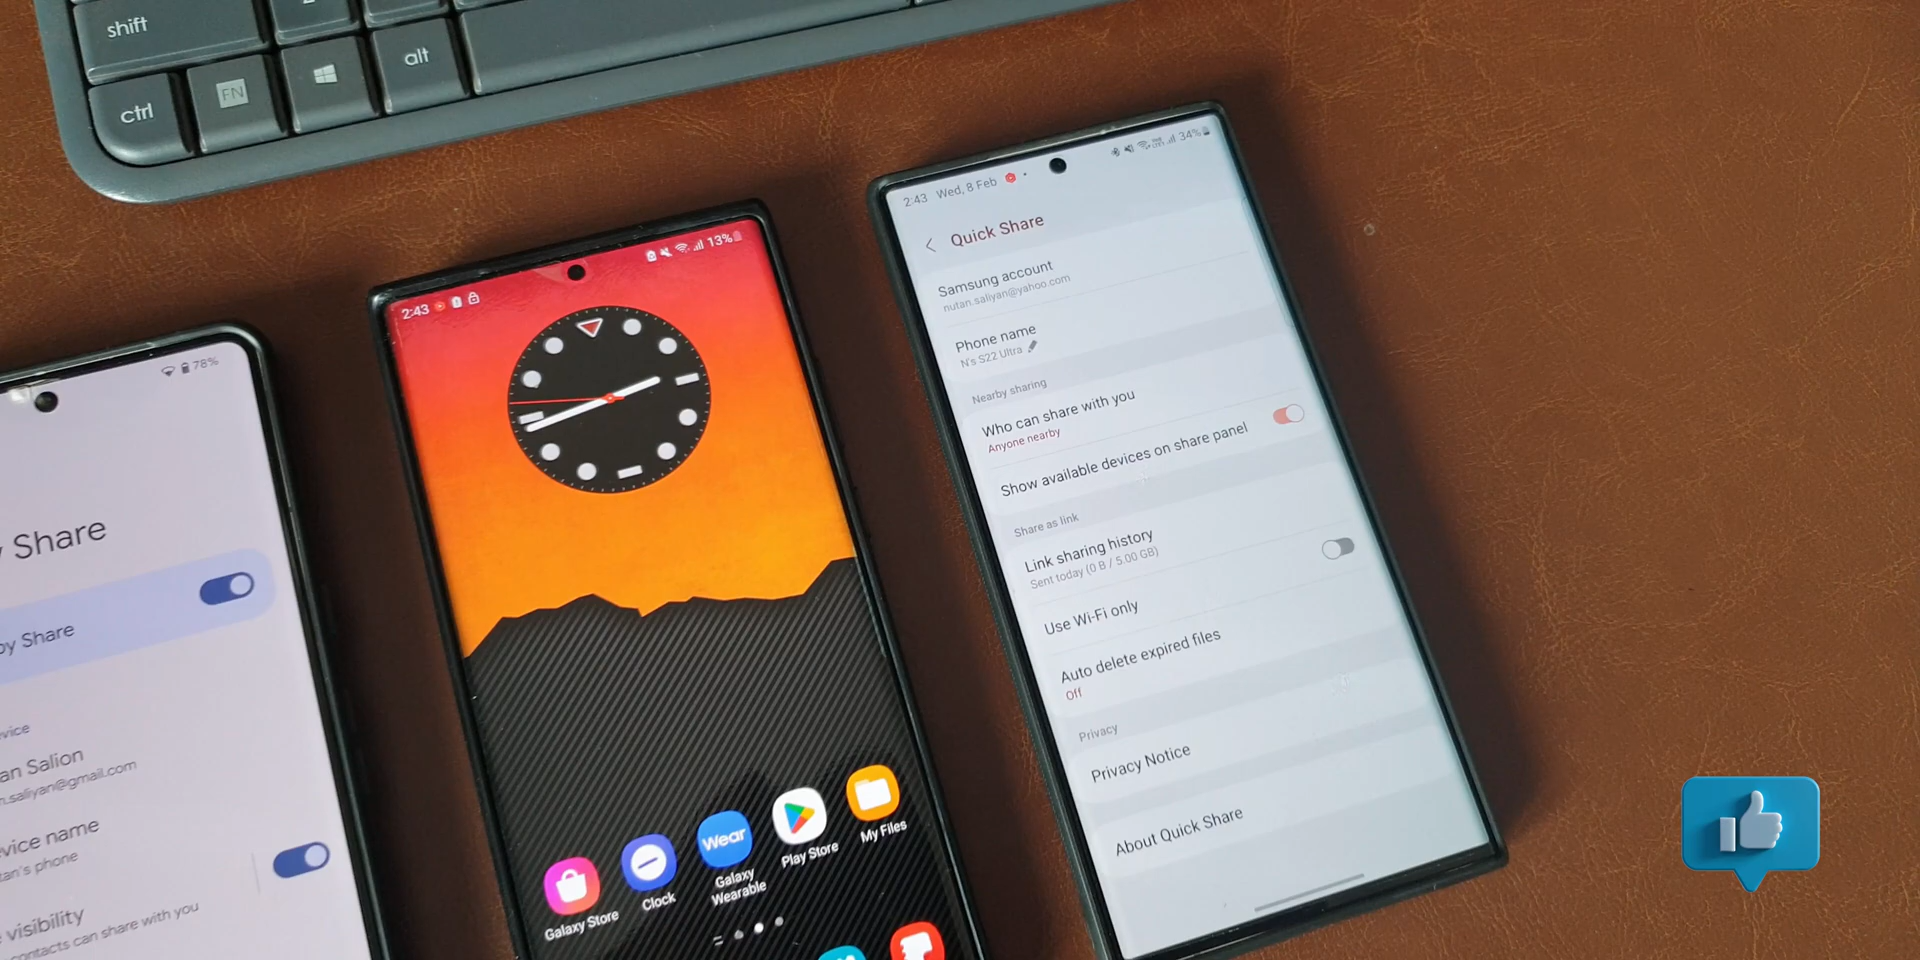 shift
ctrl
FN
alt
78%
Share
by Share
vice
an Salion
n.saliyan@gmail.com
vice name
tan's phone
visibility
contacts can share with you
2:43
13%
Galaxy Store
Clock
Wear
Galaxy
Wearable
Play Store
My Files
2:43 Wed, 8 Feb
34%
Quick Share
Samsung account
nutan.saliyan@yahoo.com
Phone name
N's S22 Ultra
Nearby sharing
Who can share with you
Anyone nearby
Show available devices on share panel
Share as link
Link sharing history
Sent today (0 B / 5.00 GB)
Use Wi-Fi only
Auto delete expired files
Off
Privacy
Privacy Notice
About Quick Share